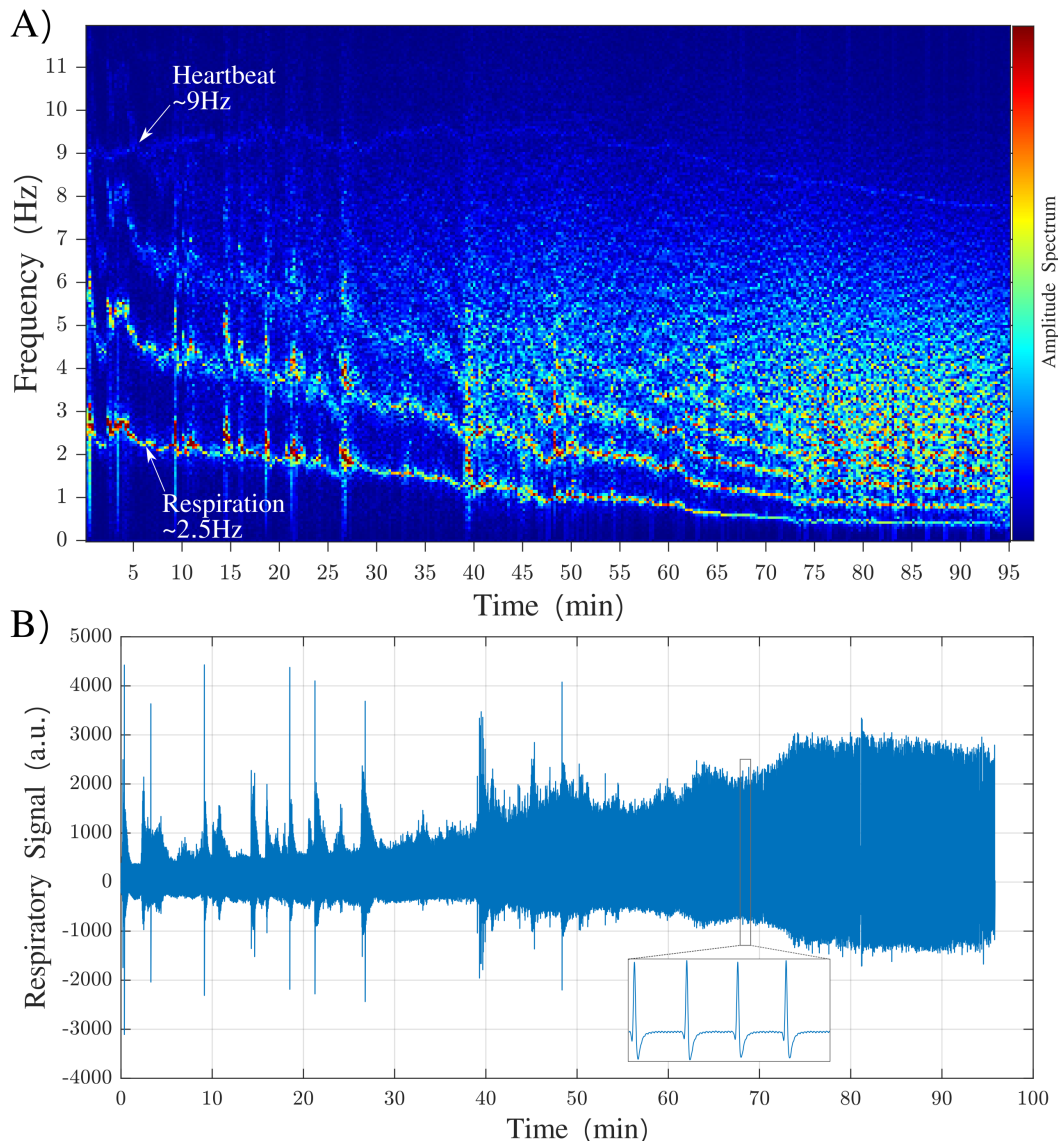 A)
Heartbeat
~9Hz
Respiration
~2.5Hz
11
10
9
8
7
6
5
4
3
2
1
0
Frequency (Hz)
5 10 15 20 25 30 35 40 45 50 55 60 65 70 75 80 85 90 95
Time (min)
Amplitude Spectrum
B)
5000
4000
3000
2000
1000
0
-1000
-2000
-3000
-4000
Respiratory Signal (a.u.)
0 10 20 30 40 50 60 70 80 90 100
Time (min)